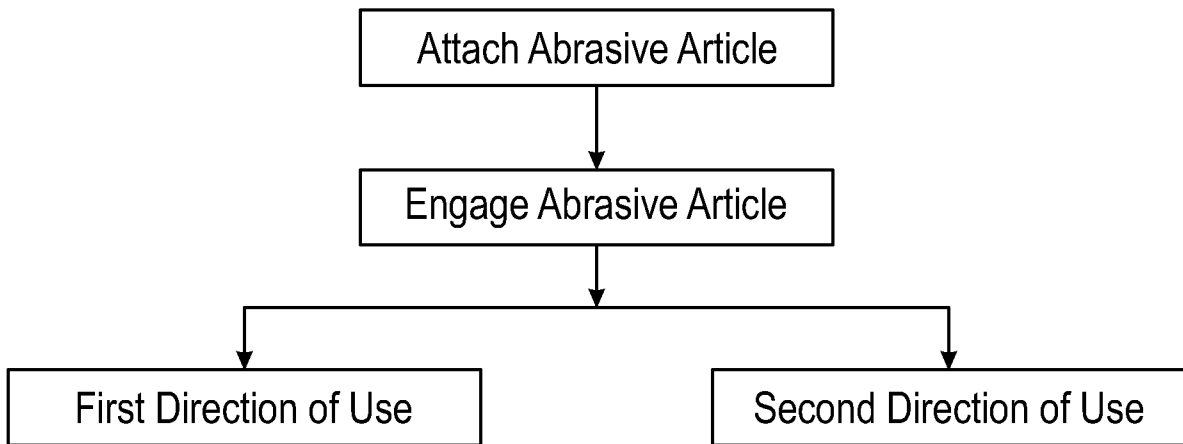 Attach Abrasive Article
Engage Abrasive Article
First Direction of Use
Second Direction of Use